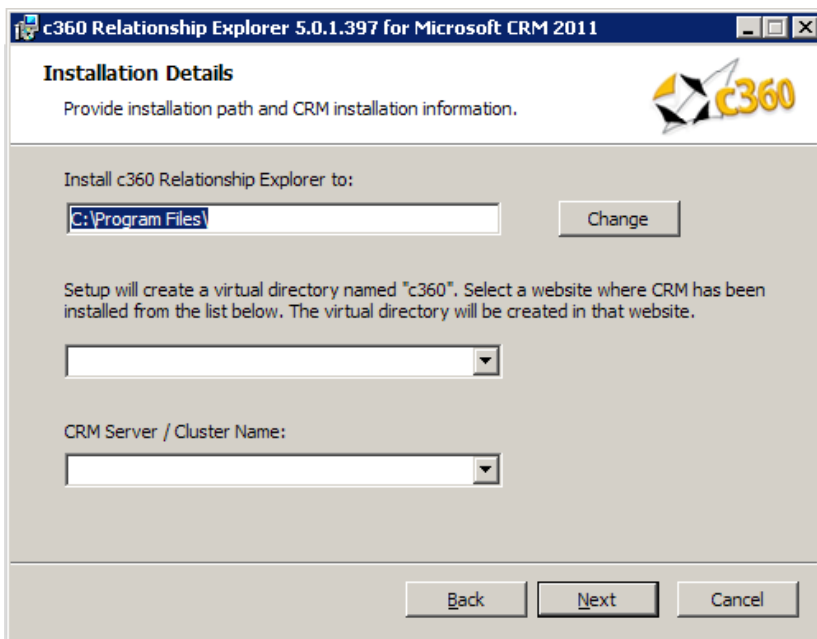 c360 Relationship Explorer 5.0.1.397 for Microsoft CRM 2011
Installation Details
Provide installation path and CRM installation information.
c360
Install c360 Relationship Explorer to:
C:\Program Files\
Change
Setup will create a virtual directory named "c360". Select a website where CRM has been
installed from the list below. The virtual directory will be created in that website.
CRM Server / Cluster Name:
Back
Next
Cancel